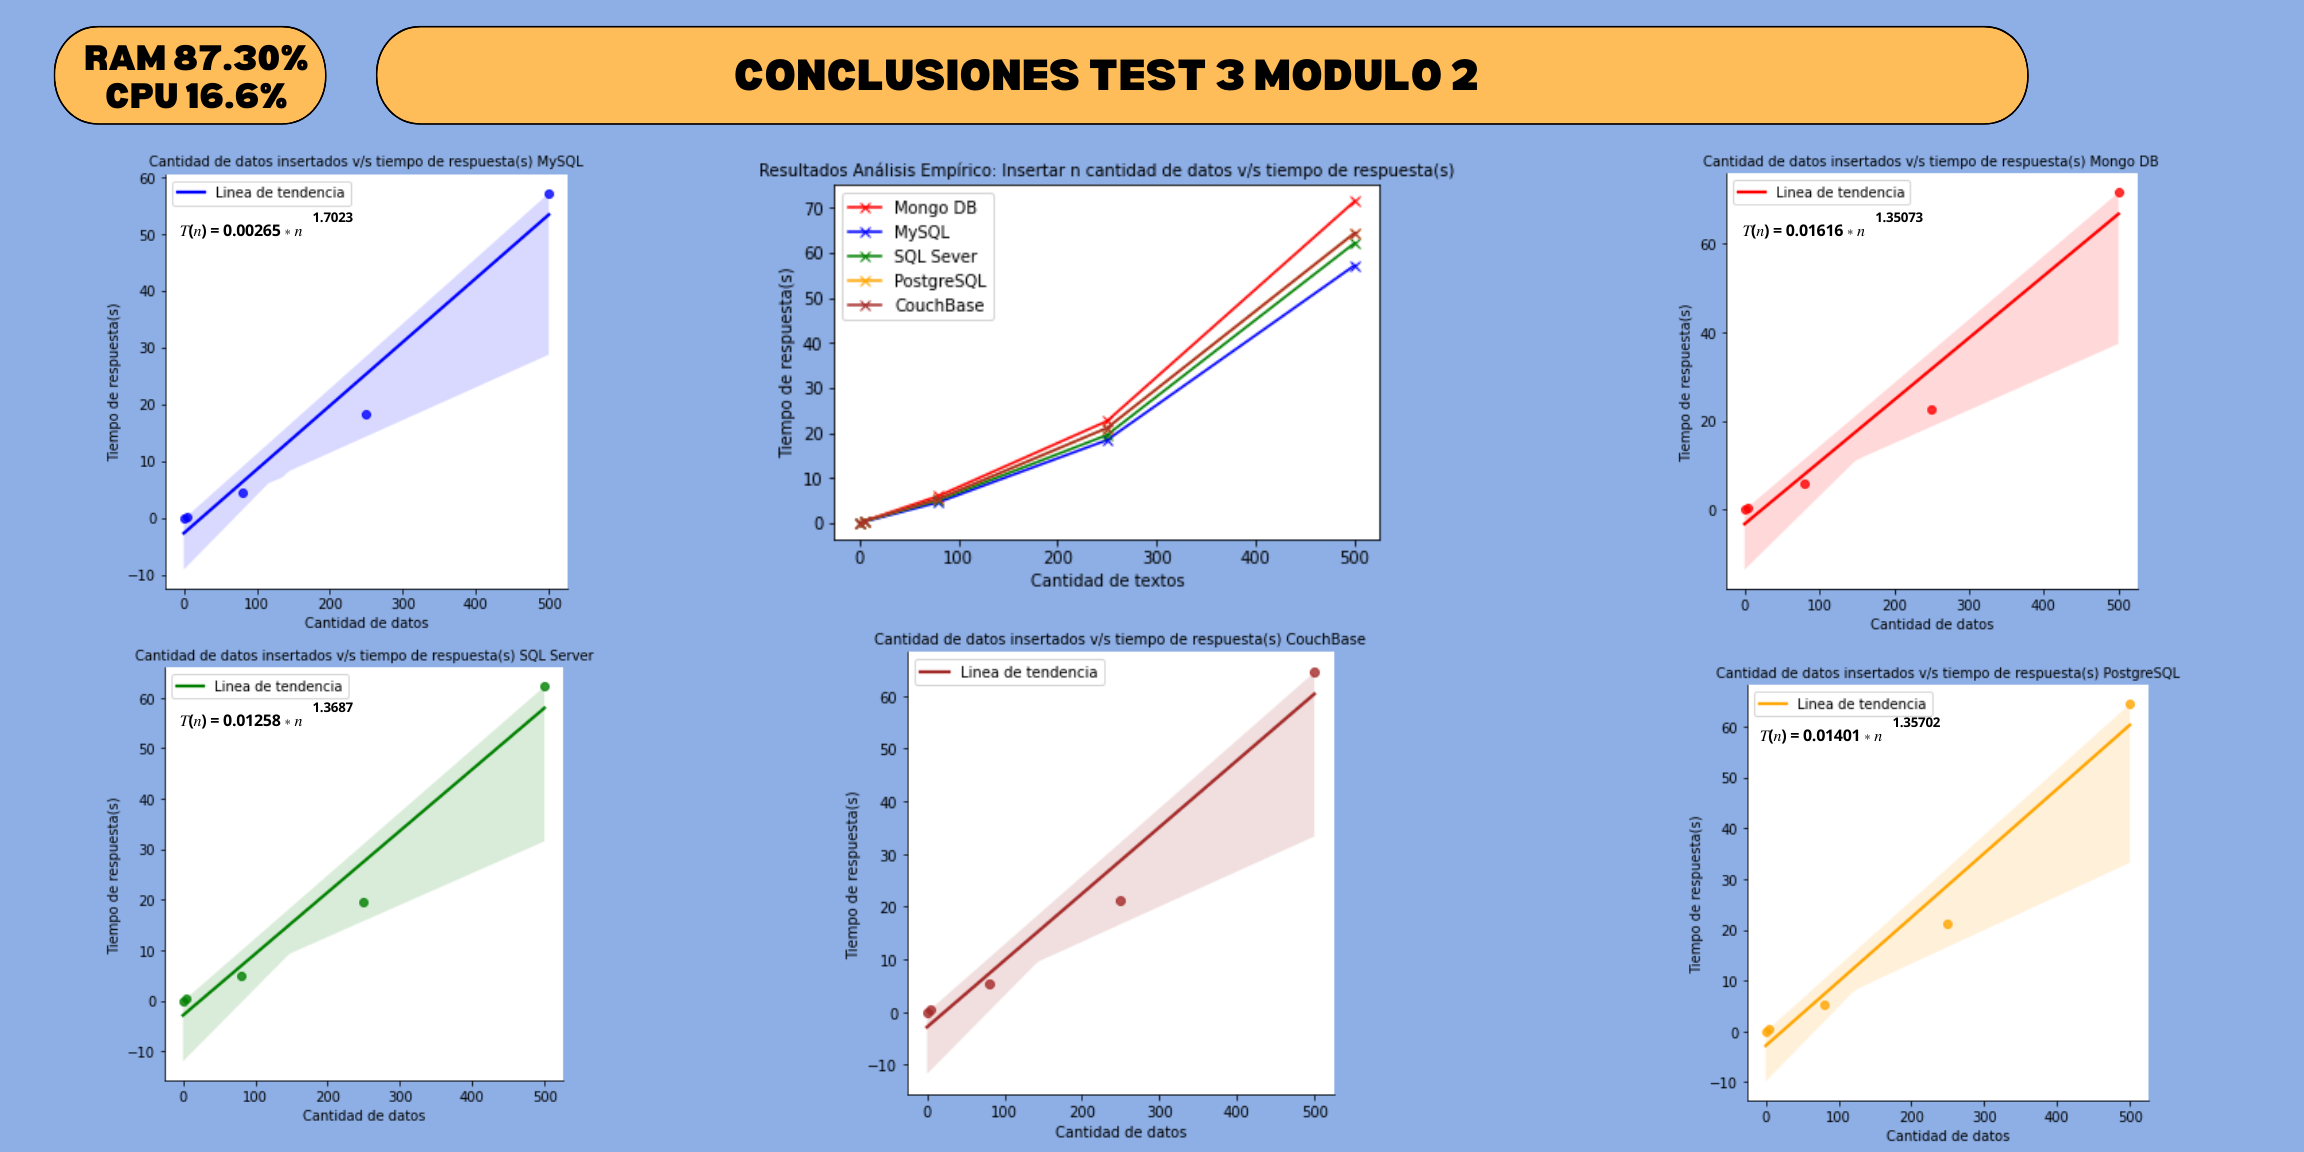 RAM 87.30%
CPU 16.6%
CONCLUSIONES TEST 3 MODULO 2
Cantidad de datos insertados v/s tiempo de respuesta(s) MySQL
Linea de tendencia
T(n) = 0.00265 * n 1.7023
60
50
40
30
20
10
0
−10
Tiempo de respuesta(s)
0 100 200 300 400 500
Cantidad de datos
Resultados Análisis Empírico: Insertar n cantidad de datos v/s tiempo de respuesta(s)
Mongo DB
MySQL
SQL Sever
PostgreSQL
CouchBase
70
60
50
40
30
20
10
0
Tiempo de respuesta(s)
0 100 200 300 400 500
Cantidad de textos
Cantidad de datos insertados v/s tiempo de respuesta(s) Mongo DB
Linea de tendencia
T(n) = 0.01616 * n 1.35073
60
40
20
0
Tiempo de respuesta(s)
0 100 200 300 400 500
Cantidad de datos
Cantidad de datos insertados v/s tiempo de respuesta(s) SQL Server
Linea de tendencia
T(n) = 0.01258 * n 1.3687
60
50
40
30
20
10
0
−10
Tiempo de respuesta(s)
0 100 200 300 400 500
Cantidad de datos
Cantidad de datos insertados v/s tiempo de respuesta(s) CouchBase
Linea de tendencia
60
50
40
30
20
10
0
−10
Tiempo de respuesta(s)
0 100 200 300 400 500
Cantidad de datos
Cantidad de datos insertados v/s tiempo de respuesta(s) PostgreSQL
Linea de tendencia
T(n) = 0.01401 * n 1.35702
60
50
40
30
20
10
0
−10
Tiempo de respuesta(s)
0 100 200 300 400 500
Cantidad de datos